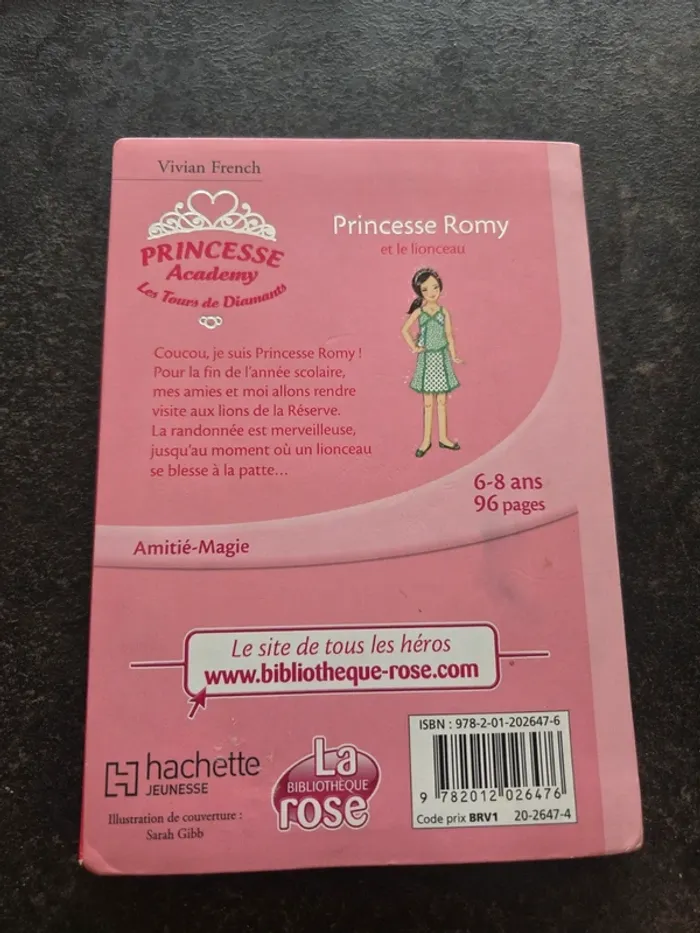 Vivian French
PRINCESSE
Academy
Les Tours de Diamants
Princesse Romy
et le lionceau
Coucou, je suis Princesse Romy !
Pour la fin de l'année scolaire,
mes amies et moi allons rendre
visite aux lions de la Réserve.
La randonnée est merveilleuse,
jusqu'au moment où un lionceau
se blesse à la patte...
6-8 ans
96 pages
Amitié-Magie
Le site de tous les héros
www.bibliotheque-rose.com
hachette
JEUNESSE
Illustration de couverture :
Sarah Gibb
La
BIBLIOTHÈQUE
rose
ISBN : 978-2-01-202647-6
9 782012 026476
Code prix BRV1 20-2647-4